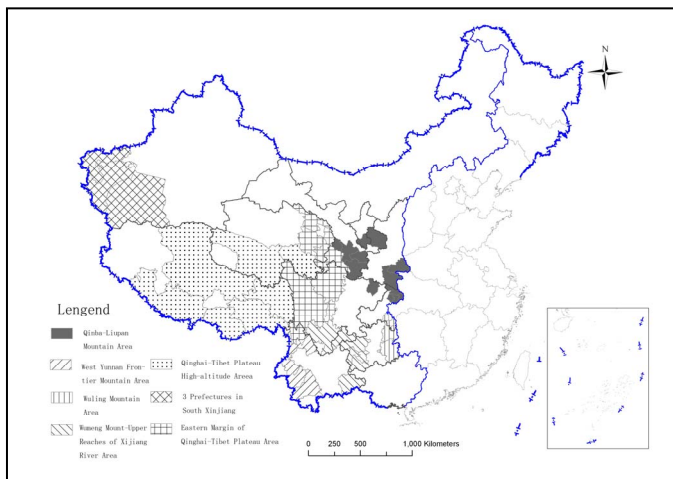 N
Lengend
Qinba-Liupan
Mountain Area
West Yunnan Fron-
tier Mountain Area
Qinghai-Tibet Plateau
High-altitude Areea
Wuling Mountain
Area
3 Prefectures in
South Xinjiang
Wumeng Mount-Upper
Reaches of Xijiang
River Area
Eastern Margin of
Qinghai-Tibet Plateau Area
0 250 500 1,000 Kilometers